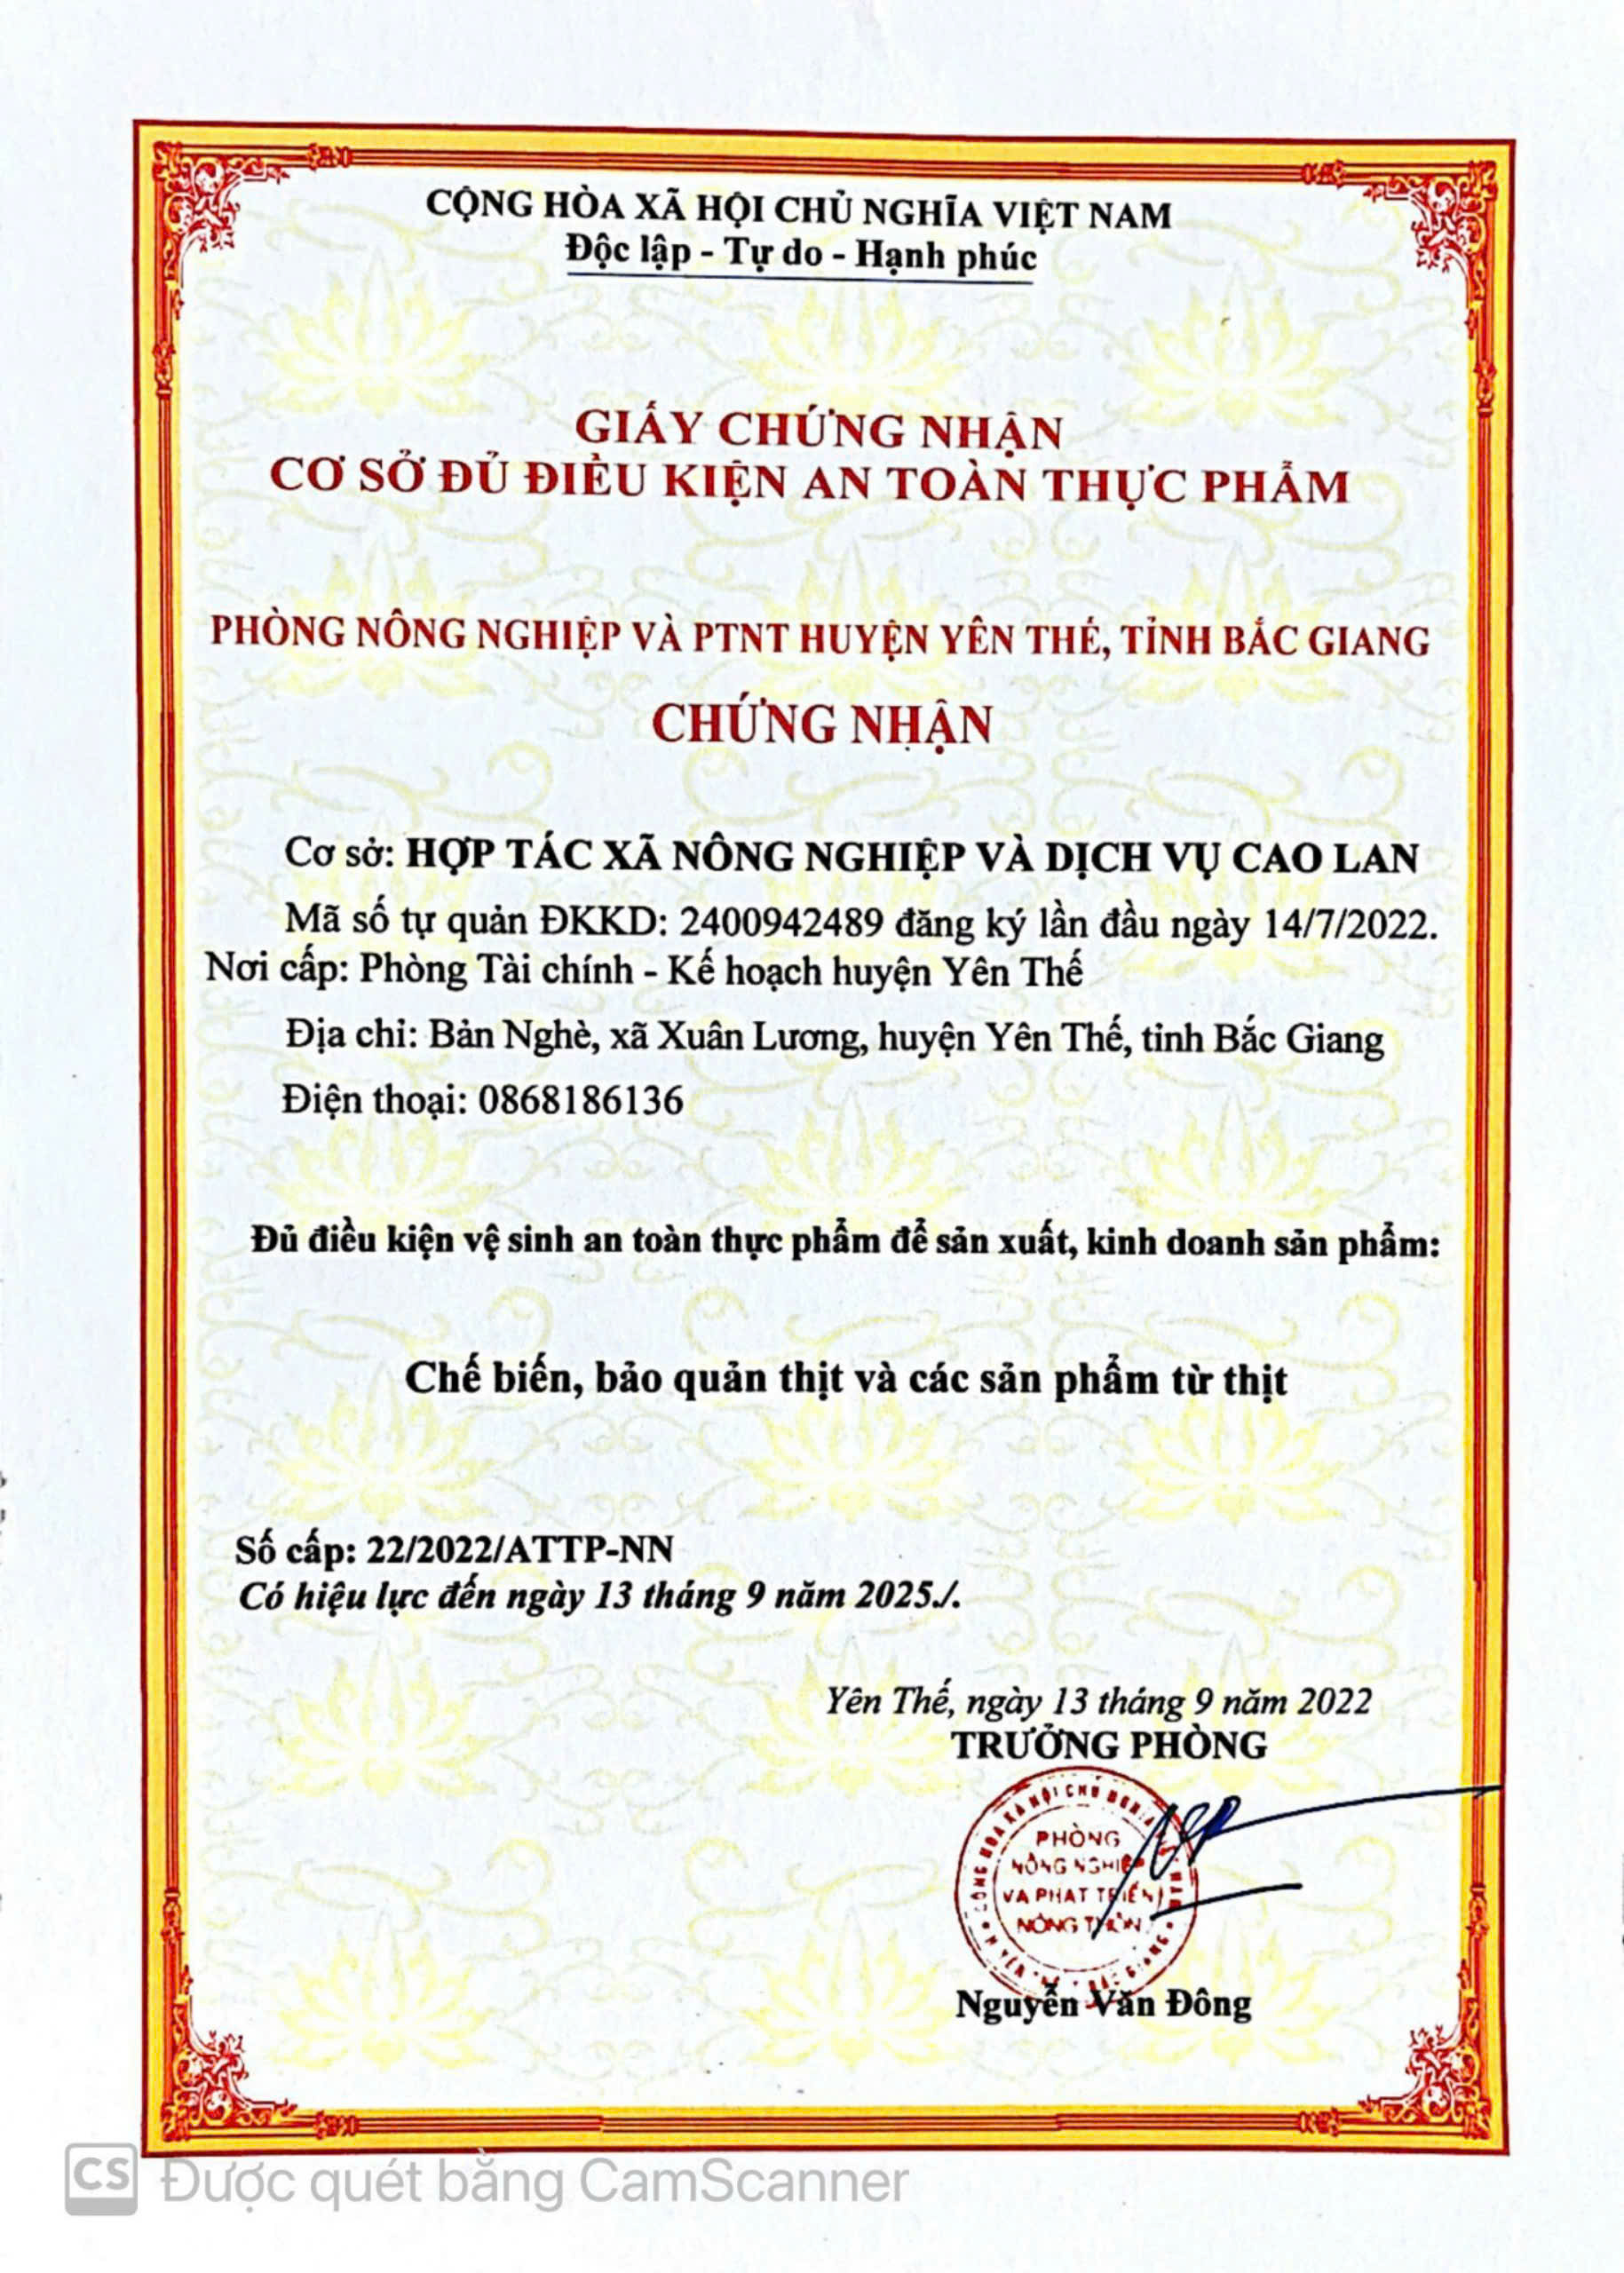 CỘNG HÒA XÃ HỘI CHỦ NGHĨA VIỆT NAM
Độc lập - Tự do - Hạnh phúc
GIẤY CHỨNG NHẬN
CƠ SỞ ĐỦ ĐIỀU KIỆN AN TOÀN THỰC PHẨM
PHÒNG NÔNG NGHIỆP VÀ PTNT HUYỆN YÊN THẾ, TỈNH BẮC GIANG
CHỨNG NHẬN
Cơ sở: HỢP TÁC XÃ NÔNG NGHIỆP VÀ DỊCH VỤ CAO LAN
Mã số tự quản ĐKKD: 2400942489 đăng ký lần đầu ngày 14/7/2022.
Nơi cấp: Phòng Tài chính - Kế hoạch huyện Yên Thế
Địa chỉ: Bản Nghè, xã Xuân Lương, huyện Yên Thế, tỉnh Bắc Giang
Điện thoại: 0868186136
Đủ điều kiện vệ sinh an toàn thực phẩm để sản xuất, kinh doanh sản phẩm:
Chế biến, bảo quản thịt và các sản phẩm từ thịt
Số cấp: 22/2022/ATTP-NN
Có hiệu lực đến ngày 13 tháng 9 năm 2025./.
Yên Thế, ngày 13 tháng 9 năm 2022
TRƯỞNG PHÒNG
PHÒNG
NÔNG NGHIỆP
VÀ PHÁT TRIỂN
NÔNG THÔN
Nguyễn Văn Đông
CS Được quét bằng CamScanner